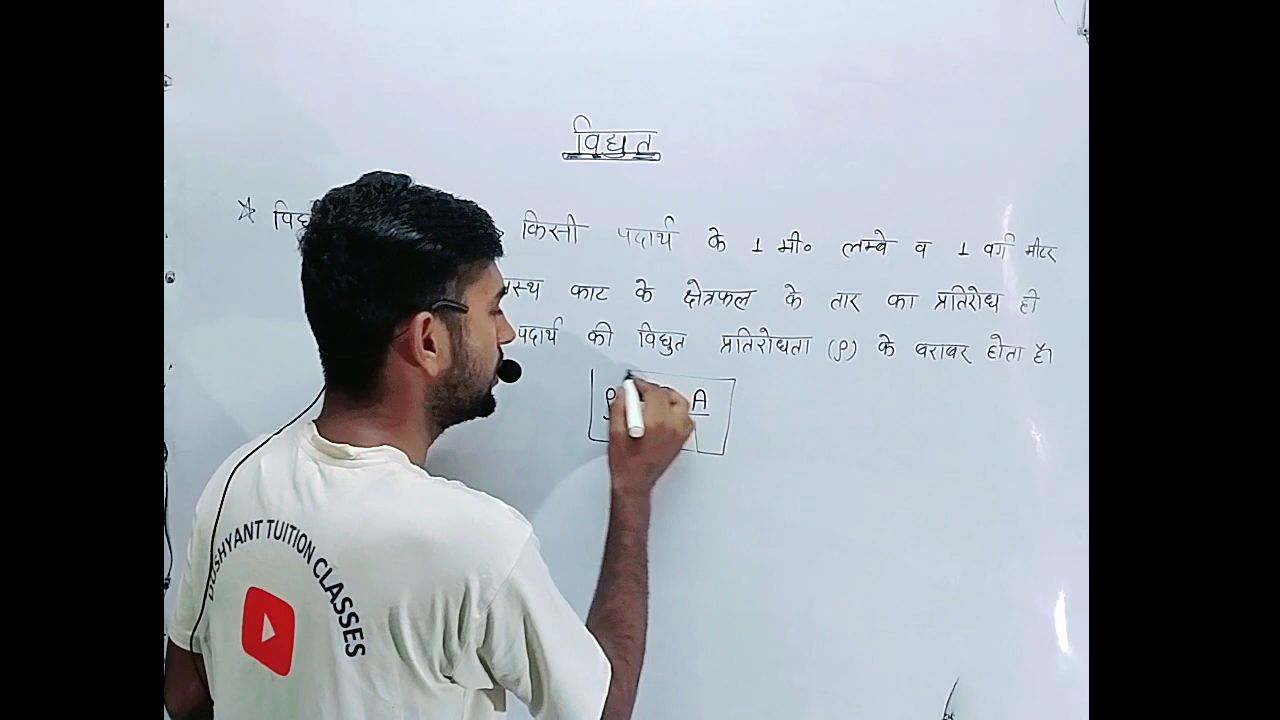 विद्युत
किसी पदार्थ के 1 मी० लम्बे व 1 वर्ग मीटर
काट के क्षेत्रफल के तार का प्रतिरोध ही
पदार्थ की विद्युत प्रतिरोधता (ρ) के बराबर होता है।
ρ A
DUSHYANT TUITION CLASSES